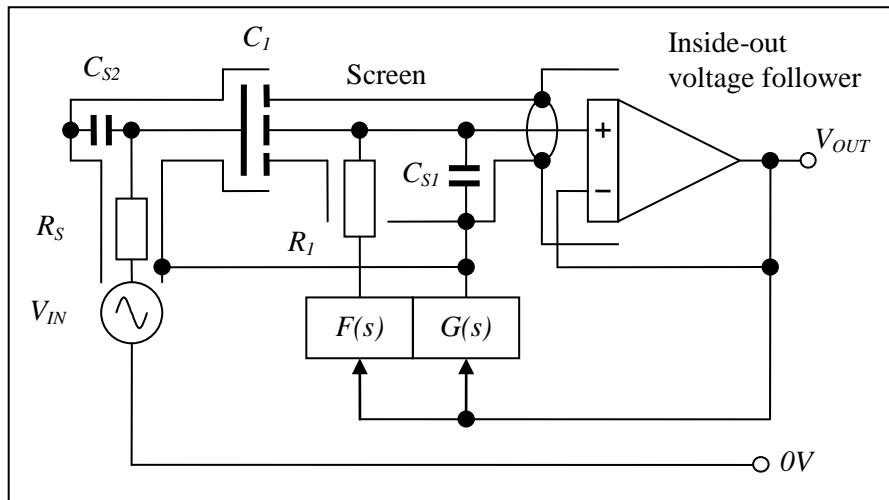 C1
Inside-out
voltage follower
CS2
Screen
+
VOUT
CS1
−
RS
R1
VIN
F(s)
G(s)
0V